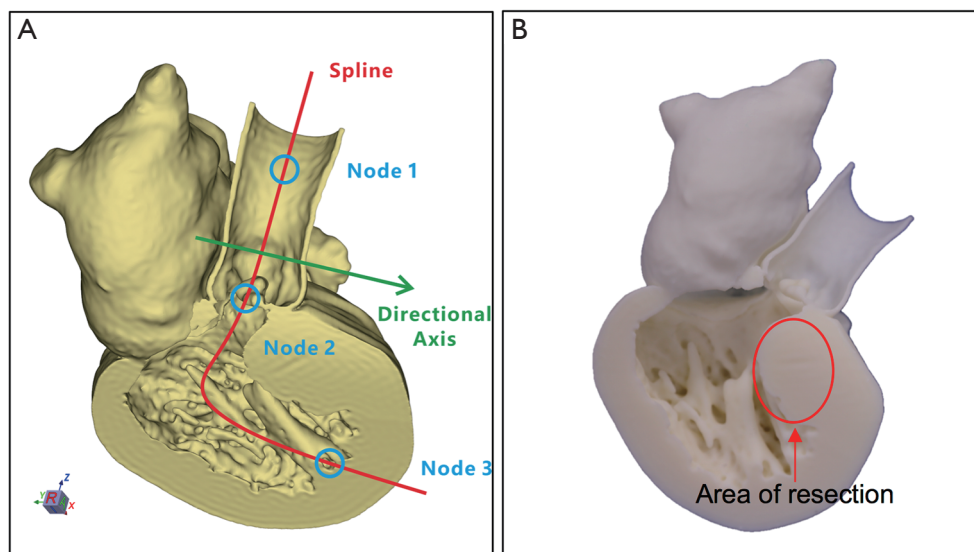 A
Spline
Node 1
Directional
Axis
Node 2
Node 3
Z
Y
R
A
X
B
Area of resection